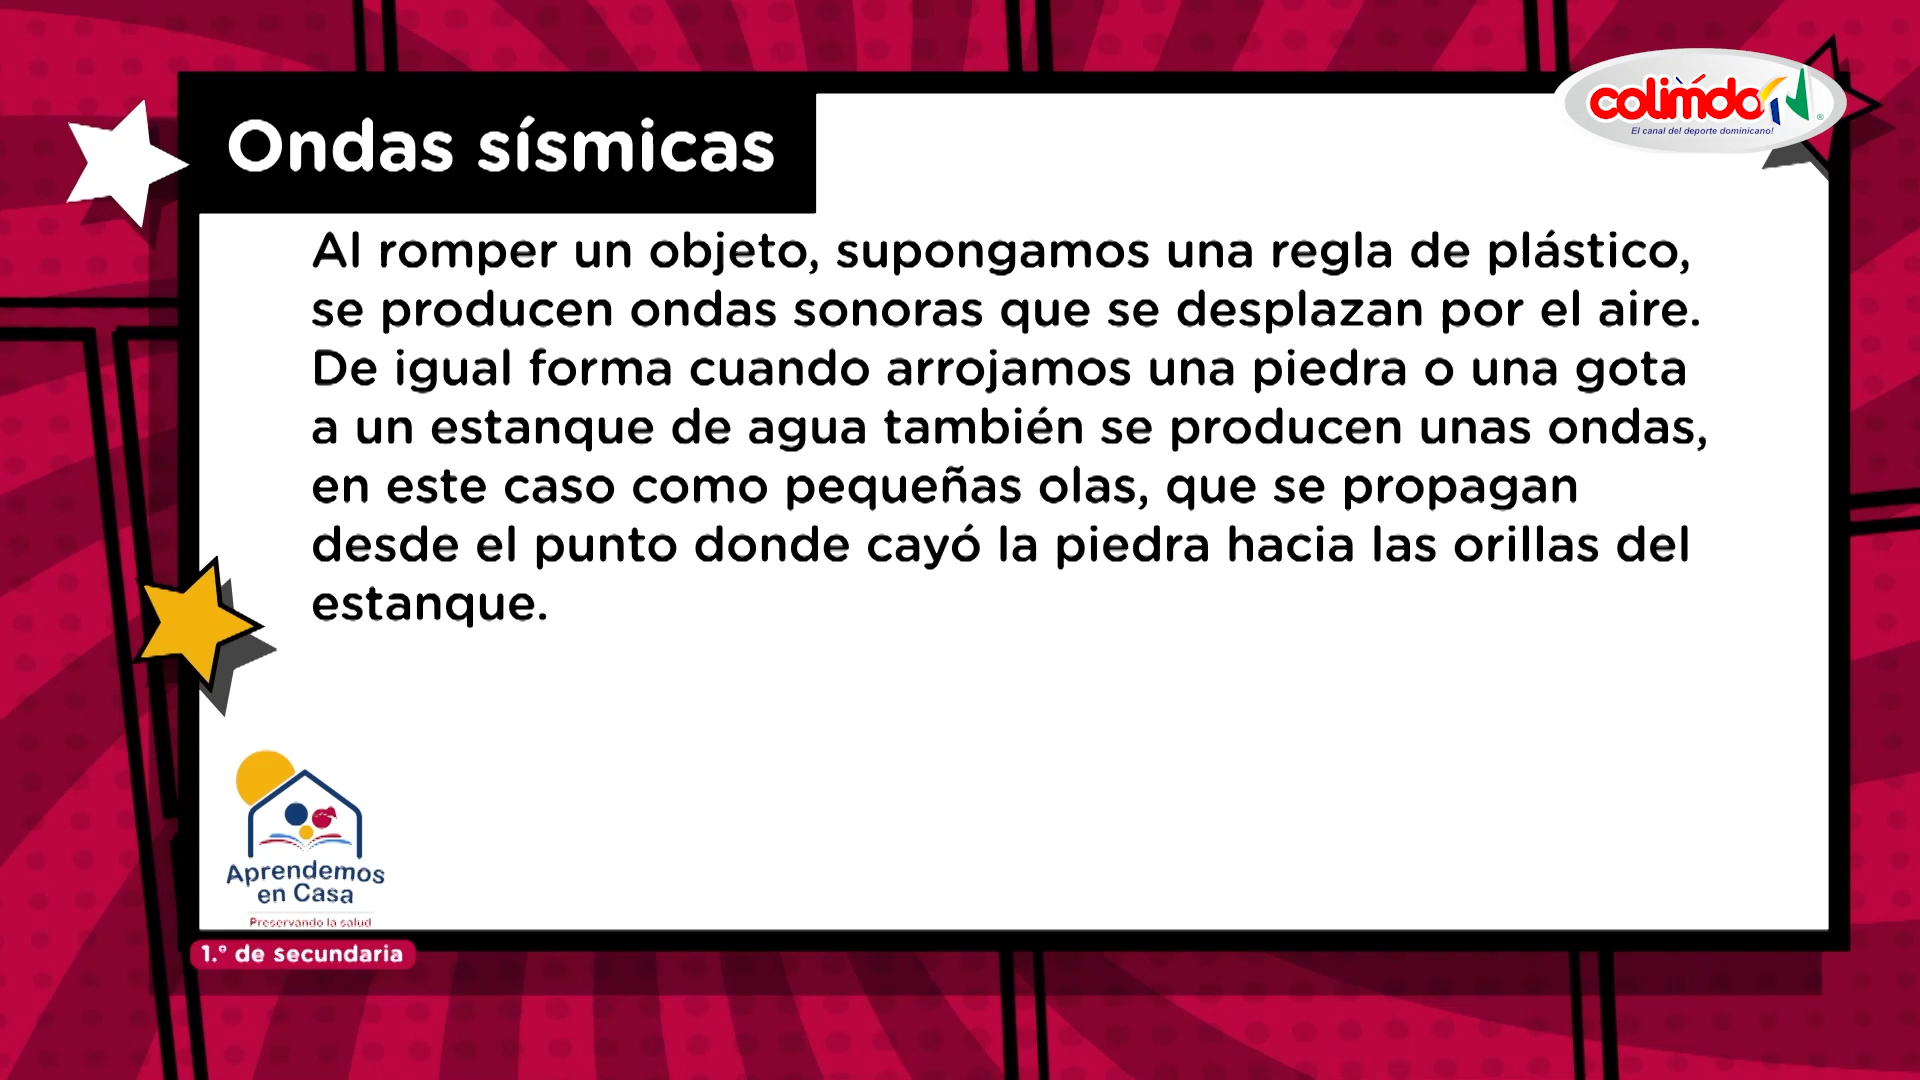 colimdo
El canal del deporte dominicano!
Ondas sísmicas
Al romper un objeto, supongamos una regla de plástico,
se producen ondas sonoras que se desplazan por el aire.
De igual forma cuando arrojamos una piedra o una gota
a un estanque de agua también se producen unas ondas,
en este caso como pequeñas olas, que se propagan
desde el punto donde cayó la piedra hacia las orillas del
estanque.
Aprendemos
en Casa
Preservando la salud
1.° de secundaria